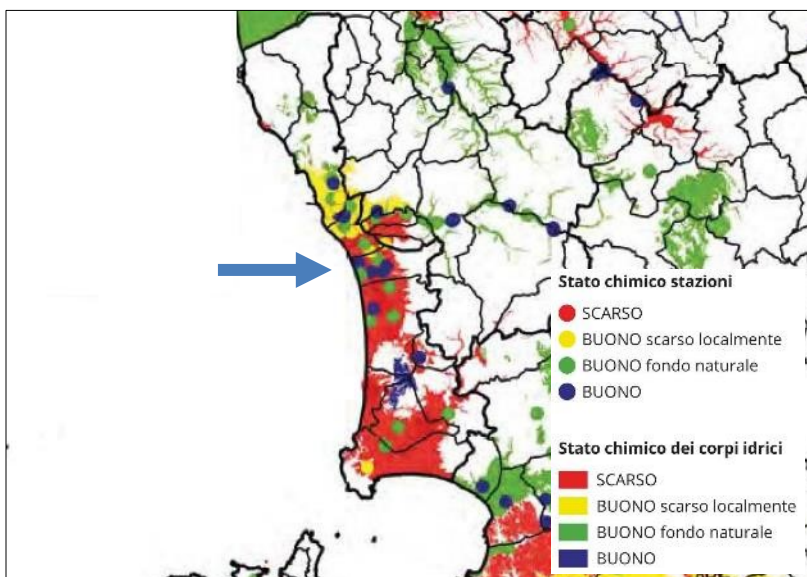 Stato chimico stazioni
SCARSO
BUONO scarso localmente
BUONO fondo naturale
BUONO
Stato chimico dei corpi idrici
SCARSO
BUONO scarso localmente
BUONO fondo naturale
BUONO